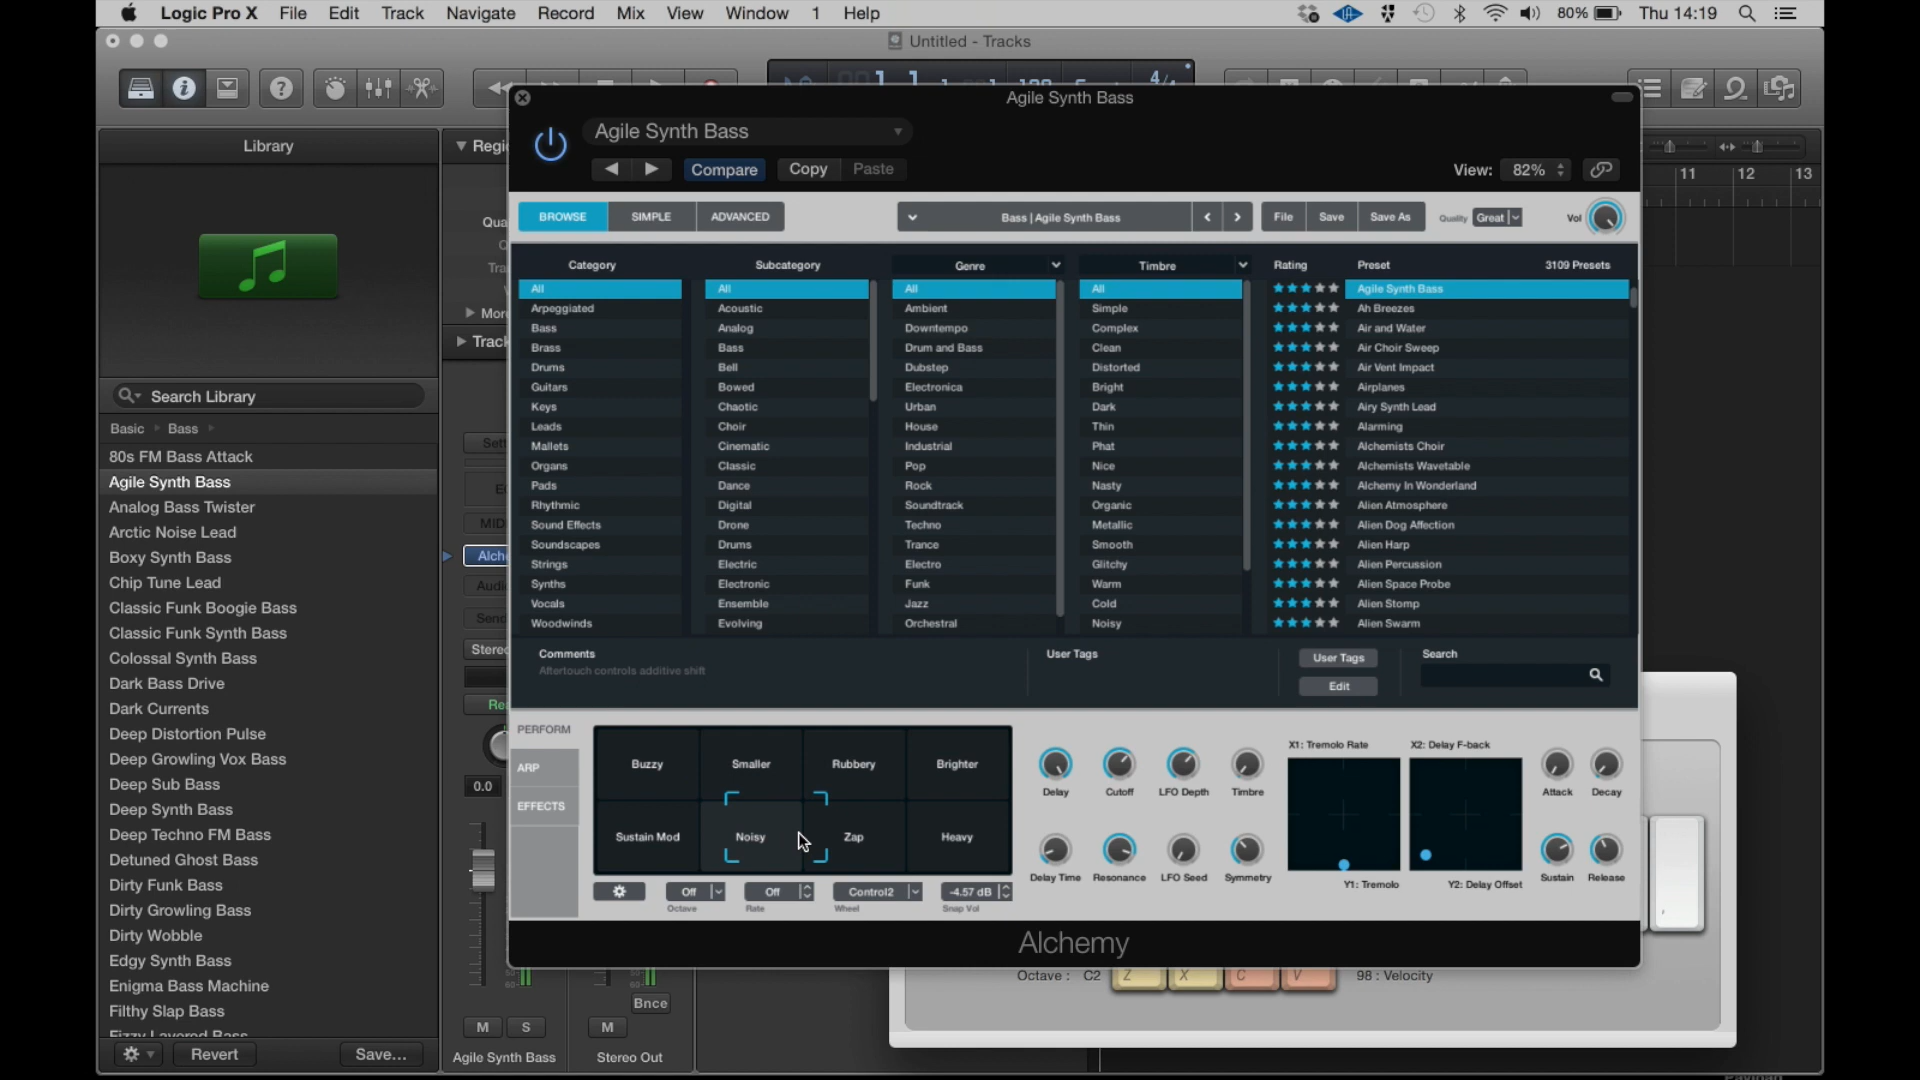 Logic Pro X File Edit Track Navigate Record Mix View Window 1 Help
80% Thu 14:19
Untitled - Tracks
Agile Synth Bass
Agile Synth Bass
Compare Copy Paste
View: 82%
Library
Search Library
Basic Bass
80s FM Bass Attack
Agile Synth Bass
Analog Bass Twister
Arctic Noise Lead
Boxy Synth Bass
Chip Tune Lead
Classic Funk Boogie Bass
Classic Funk Synth Bass
Colossal Synth Bass
Dark Bass Drive
Dark Currents
Deep Distortion Pulse
Deep Growling Vox Bass
Deep Sub Bass
Deep Synth Bass
Deep Techno FM Bass
Detuned Ghost Bass
Dirty Funk Bass
Dirty Growling Bass
Dirty Wobble
Edgy Synth Bass
Enigma Bass Machine
Filthy Slap Bass
Fizzy Layered Bass
Revert Save...
11 12 13
BROWSE SIMPLE ADVANCED
Bass | Agile Synth Bass
File Save Save As
Quality Great Vol
Category
All
Arpeggiated
Bass
Brass
Drums
Guitars
Keys
Leads
Mallets
Organs
Pads
Rhythmic
Sound Effects
Soundscapes
Strings
Synths
Vocals
Woodwinds
Subcategory
All
Acoustic
Analog
Bass
Bell
Bowed
Chaotic
Choir
Cinematic
Classic
Dance
Digital
Drone
Drums
Electric
Electronic
Ensemble
Evolving
Genre
All
Ambient
Downtempo
Drum and Bass
Dubstep
Electronica
Urban
House
Industrial
Pop
Rock
Soundtrack
Techno
Trance
Electro
Funk
Jazz
Orchestral
Timbre
All
Simple
Complex
Clean
Distorted
Bright
Dark
Thin
Phat
Nice
Nasty
Organic
Metallic
Smooth
Glitchy
Warm
Cold
Noisy
Rating Preset 3109 Presets
Agile Synth Bass
Ah Breezes
Air and Water
Air Choir Sweep
Air Vent Impact
Airplanes
Airy Synth Lead
Alarming
Alchemists Choir
Alchemists Wavetable
Alchemy In Wonderland
Alien Atmosphere
Alien Dog Affection
Alien Harp
Alien Percussion
Alien Space Probe
Alien Stomp
Alien Swarm
Comments
Aftertouch controls additive shift
User Tags
User Tags
Edit
Search
PERFORM
ARP
EFFECTS
Buzzy Smaller Rubbery Brighter
Sustain Mod Noisy Zap Heavy
Off Off Control2 -4.57 dB
Octave Rate Wheel Snap Vol
Delay Cutoff LFO Depth Timbre
Delay Time Resonance LFO Seed Symmetry
X1: Tremolo Rate X2: Delay F-back
Y1: Tremolo Y2: Delay Offset
Attack Decay
Sustain Release
Alchemy
Octave : C2 Z X C V 98 : Velocity
0.0
Bnce
M S M
Agile Synth Bass Stereo Out